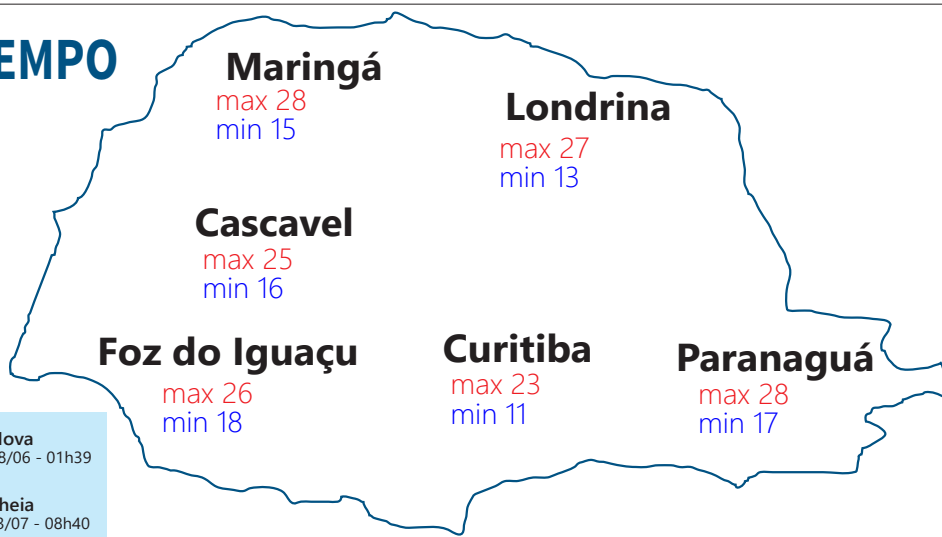 EMPO
Maringá
max 28
min 15
Londrina
max 27
min 13
Cascavel
max 25
min 16
Foz do Iguaçu
max 26
min 18
Curitiba
max 23
min 11
Paranaguá
max 28
min 17
ova
8/06 - 01h39
heia
3/07 - 08h40